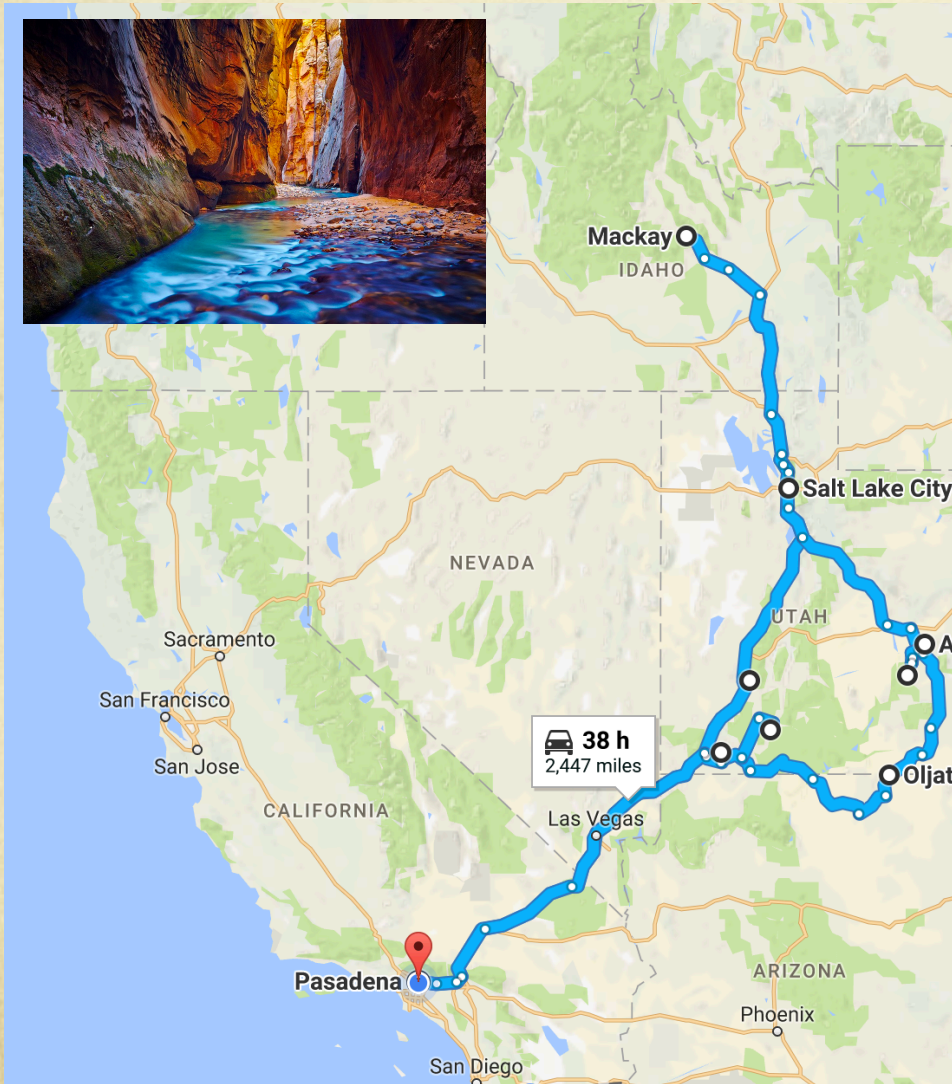 Mackay
IDAHO
Salt Lake City
NEVADA
UTAH
Sacramento
A
San Francisco
38 h
2,447 miles
San Jose
Oljat
CALIFORNIA
Las Vegas
Pasadena
ARIZONA
Phoenix
San Diego